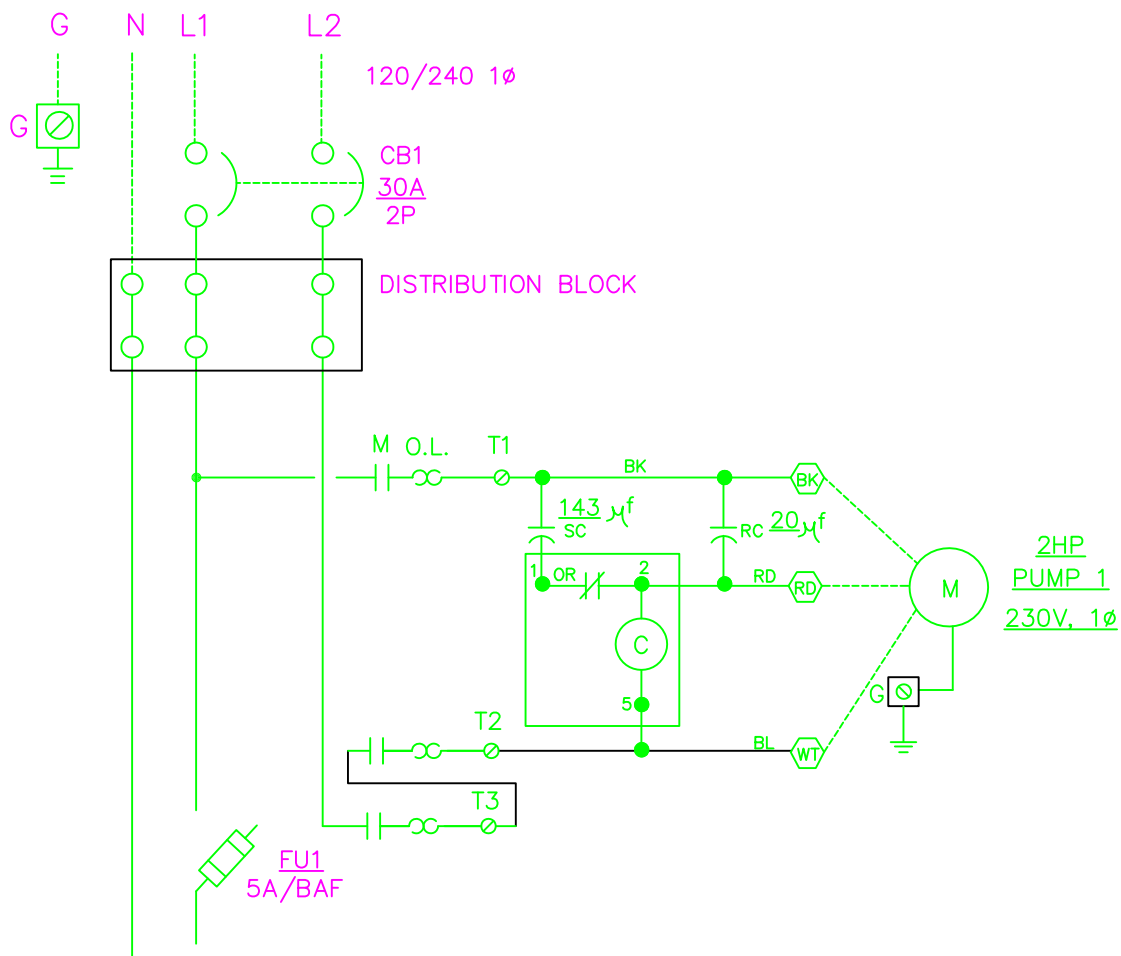 G N L1 L2
120/240 1ø
G
CB1
30A
2P
DISTRIBUTION BLOCK
M O.L. T1
BK
BK
143 µf
SC
RC 20 µf
1 OR 2
RD
RD
M
2HP
PUMP 1
230V, 1ø
C
5
G
T2
BL
WT
T3
FU1
5A/BAF